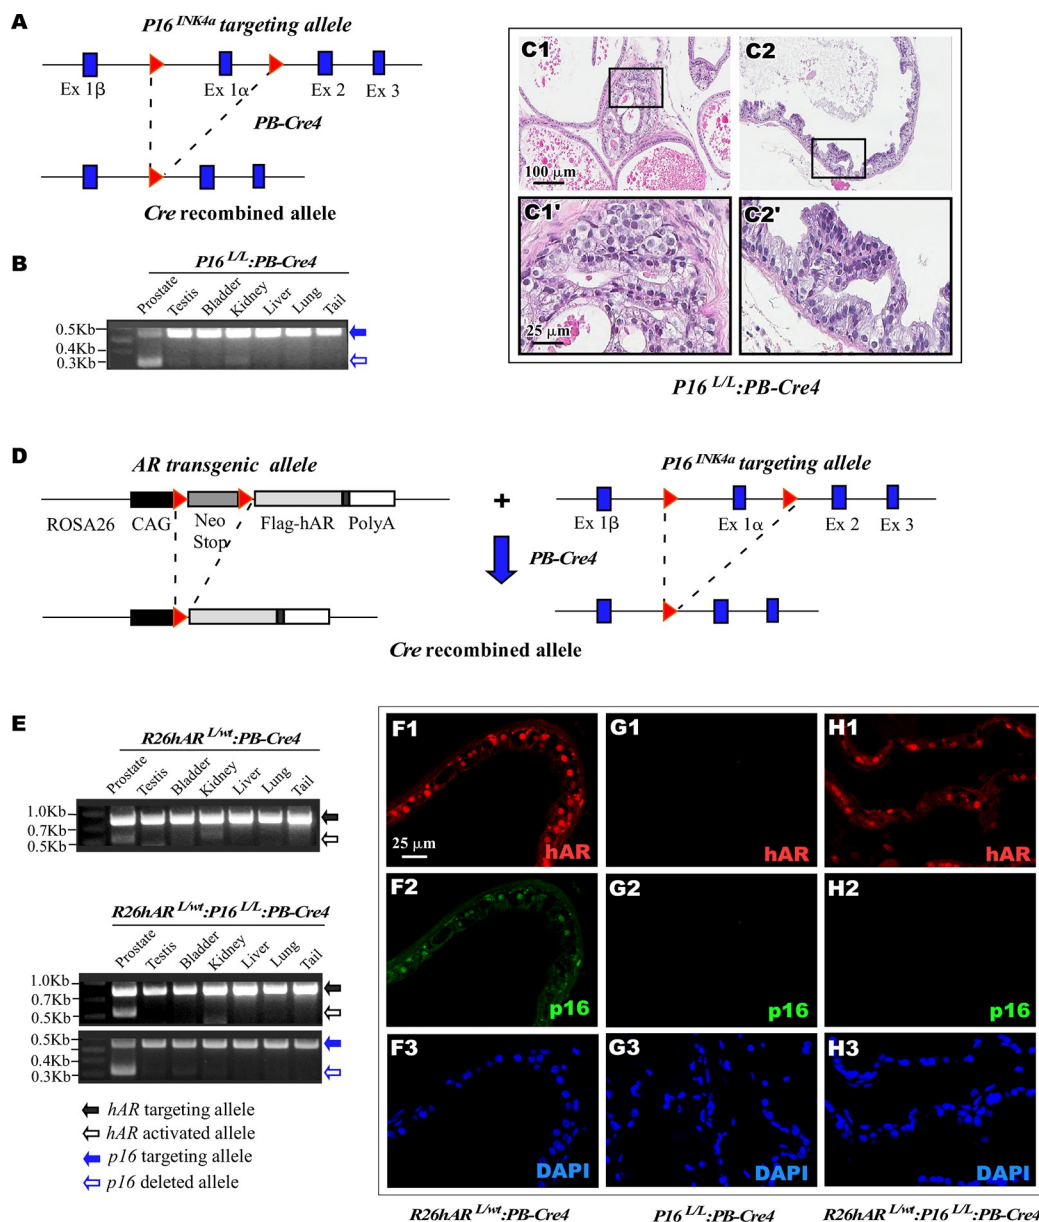 A
P16 INK4a targeting allele
Ex 1β
Ex 1α
Ex 2
Ex 3
PB-Cre4
Cre recombined allele
B
P16 L/L:PB-Cre4
Prostate
Testis
Bladder
Kidney
Liver
Lung
Tail
0.5Kb
0.4Kb
0.3Kb
C1
100 μm
C2
C1'
25 μm
C2'
P16 L/L:PB-Cre4
D
AR transgenic allele
ROSA26
CAG
Neo
Stop
Flag-hAR
PolyA
+
PB-Cre4
P16 INK4a targeting allele
Ex 1β
Ex 1α
Ex 2
Ex 3
Cre recombined allele
E
R26hAR L/wt:PB-Cre4
Prostate
Testis
Bladder
Kidney
Liver
Lung
Tail
1.0Kb
0.7Kb
0.5Kb
R26hAR L/wt:P16 L/L:PB-Cre4
Prostate
Testis
Bladder
Kidney
Liver
Lung
Tail
1.0Kb
0.7Kb
0.5Kb
0.5Kb
0.4Kb
0.3Kb
hAR targeting allele
hAR activated allele
p16 targeting allele
p16 deleted allele
F1
25 μm
hAR
G1
hAR
H1
hAR
F2
p16
G2
p16
H2
p16
F3
DAPI
G3
DAPI
H3
DAPI
R26hAR L/wt:PB-Cre4
P16 L/L:PB-Cre4
R26hAR L/wt:P16 L/L:PB-Cre4